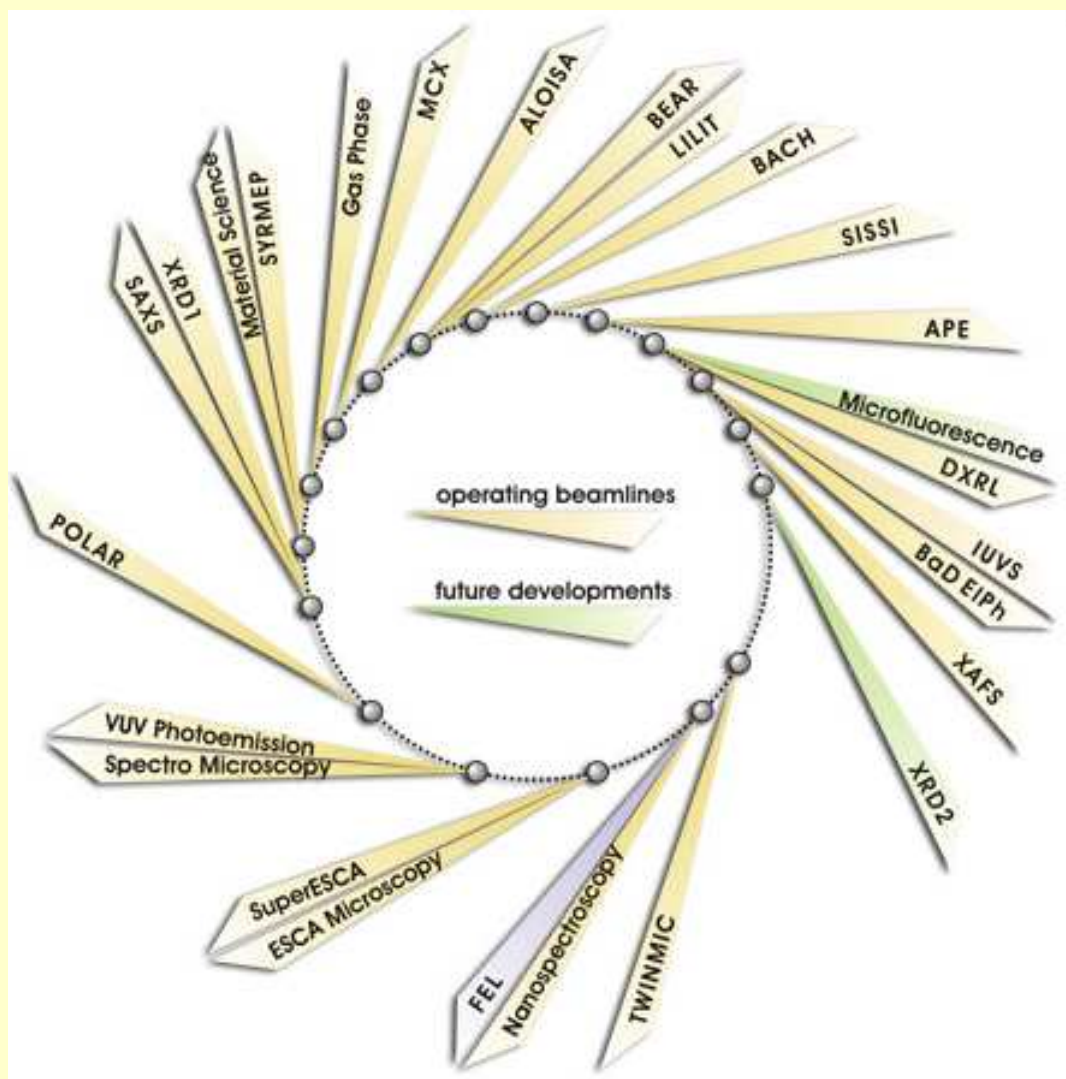 MCX
ALOISA
Gas Phase
BEAR
LILIT
BACH
Material Science
SYRMEP
SISSI
XRD1
SAXS
APE
Microfluorescence
DXRL
operating beamlines
IUVS
BaD ElPh
POLAR
future developments
XAFS
VUV Photoemission
Spectro Microscopy
XRD2
SuperESCA
ESCA Microscopy
FEL
Nanospectroscopy
TWINMIC